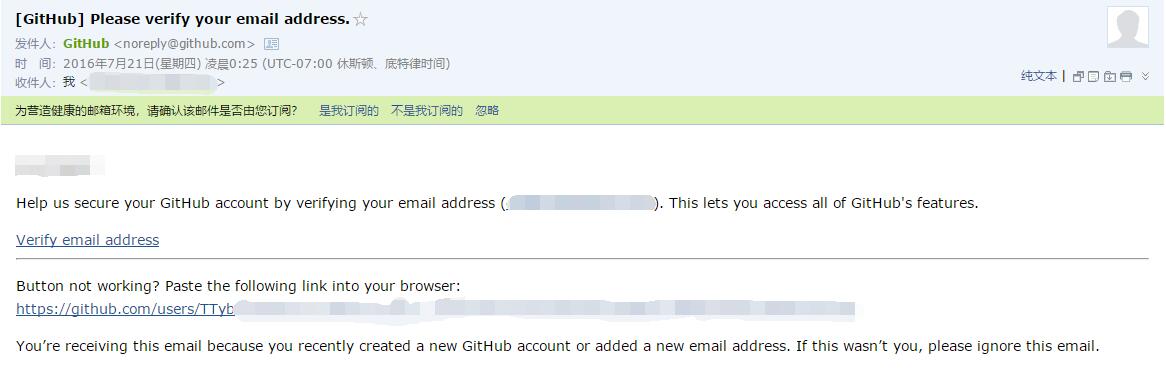 [GitHub] Please verify your email address.
发件人：GitHub <noreply@github.com>
时 间：2016年7月21日(星期四) 凌晨0:25 (UTC-07:00 休斯顿、底特律时间)
收件人：我 < >
纯文本 |
为营造健康的邮箱环境，请确认该邮件是否由您订阅？ 是我订阅的 不是我订阅的 忽略
Help us secure your GitHub account by verifying your email address ( ). This lets you access all of GitHub's features.
Verify email address
Button not working? Paste the following link into your browser:
https://github.com/users/TTyb
You’re receiving this email because you recently created a new GitHub account or added a new email address. If this wasn’t you, please ignore this email.